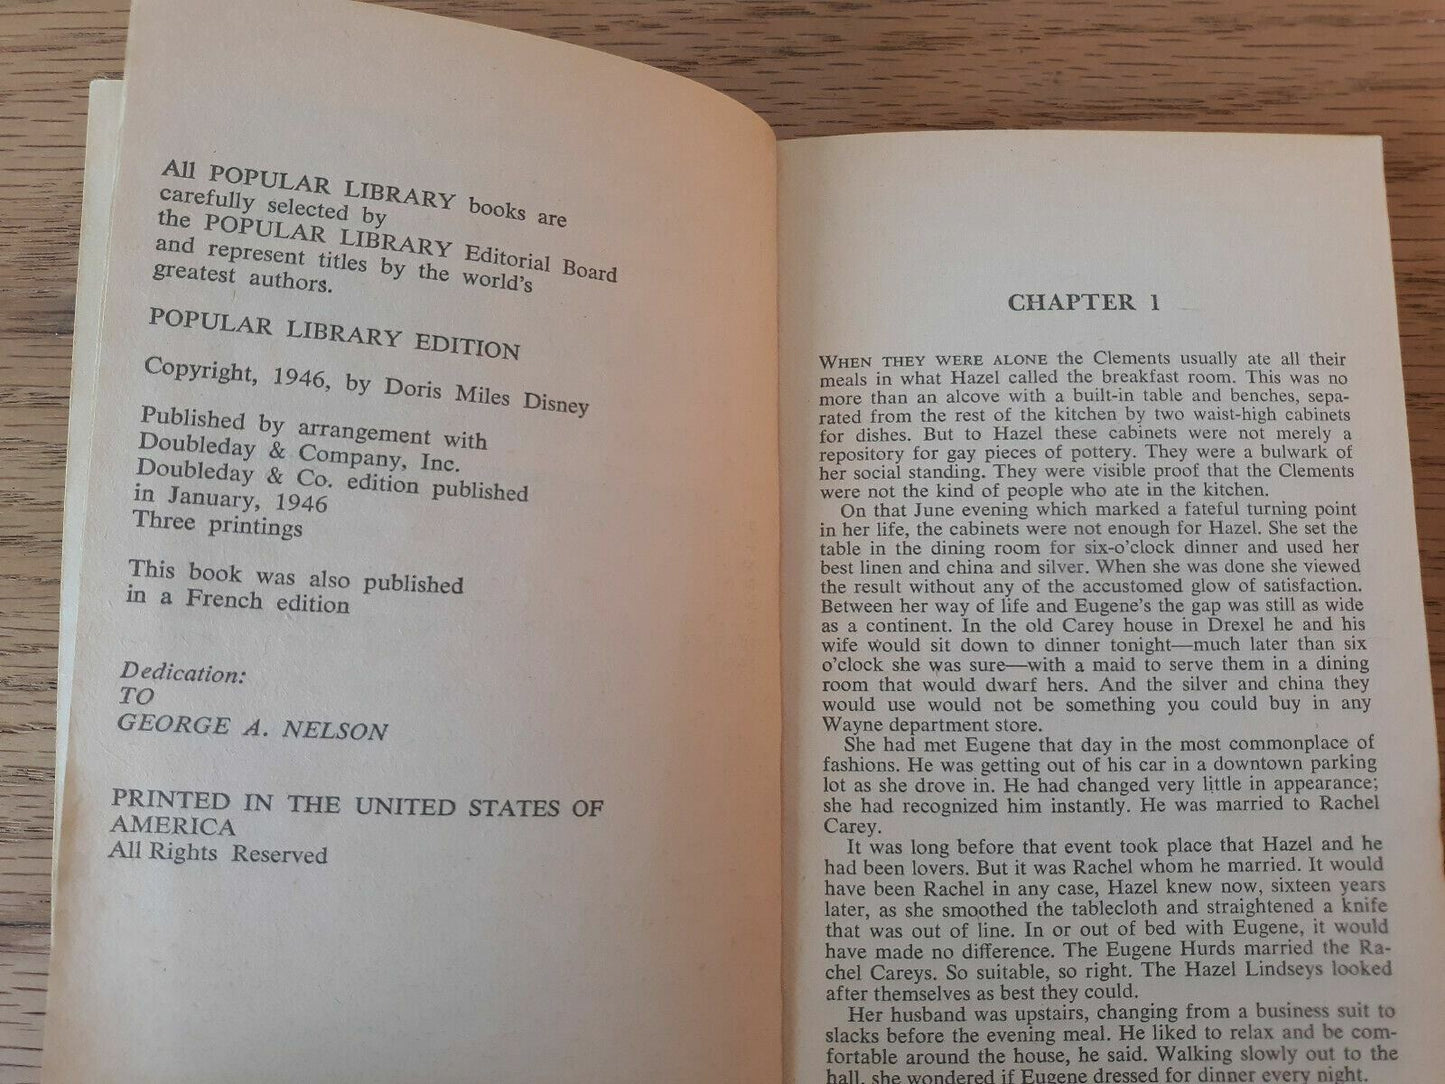 All POPULAR LIBRARY books are
carefully selected by
the POPULAR LIBRARY Editorial Board
and represent titles by the world's
greatest authors.
POPULAR LIBRARY EDITION
Copyright, 1946, by Doris Miles Disney
Published by arrangement with
Doubleday & Company, Inc.
Doubleday & Co. edition published
in January, 1946
Three printings
This book was also published
in a French edition
Dedication:
TO
GEORGE A. NELSON
PRINTED IN THE UNITED STATES OF
AMERICA
All Rights Reserved
CHAPTER 1
WHEN THEY WERE ALONE the Clements usually ate all their
meals in what Hazel called the breakfast room. This was no
more than an alcove with a built-in table and benches, sepa-
rated from the rest of the kitchen by two waist-high cabinets
for dishes. But to Hazel these cabinets were not merely a
repository for gay pieces of pottery. They were a bulwark of
her social standing. They were visible proof that the Clements
were not the kind of people who ate in the kitchen.
On that June evening which marked a fateful turning point
in her life, the cabinets were not enough for Hazel. She set the
table in the dining room for six-o'clock dinner and used her
best linen and china and silver. When she was done she viewed
the result without any of the accustomed glow of satisfaction.
Between her way of life and Eugene's the gap was still as wide
as a continent. In the old Carey house in Drexel he and his
wife would sit down to dinner tonight—much later than six
o'clock she was sure—with a maid to serve them in a dining
room that would dwarf hers. And the silver and china they
would use would not be something you could buy in any
Wayne department store.
She had met Eugene that day in the most commonplace of
fashions. He was getting out of his car in a downtown parking
lot as she drove in. He had changed very little in appearance;
she had recognized him instantly. He was married to Rachel
Carey.
It was long before that event took place that Hazel and he
had been lovers. But it was Rachel whom he married. It would
have been Rachel in any case, Hazel knew now, sixteen years
later, as she smoothed the tablecloth and straightened a knife
that was out of line. In or out of bed with Eugene, it would
have made no difference. The Eugene Hurds married the Ra-
chel Careys. So suitable, so right. The Hazel Lindseys looked
after themselves as best they could.
Her husband was upstairs, changing from a business suit to
slacks before the evening meal. He liked to relax and be com-
fortable around the house, he said. Walking slowly out to the
hall, she wondered if Eugene dressed for dinner every night.